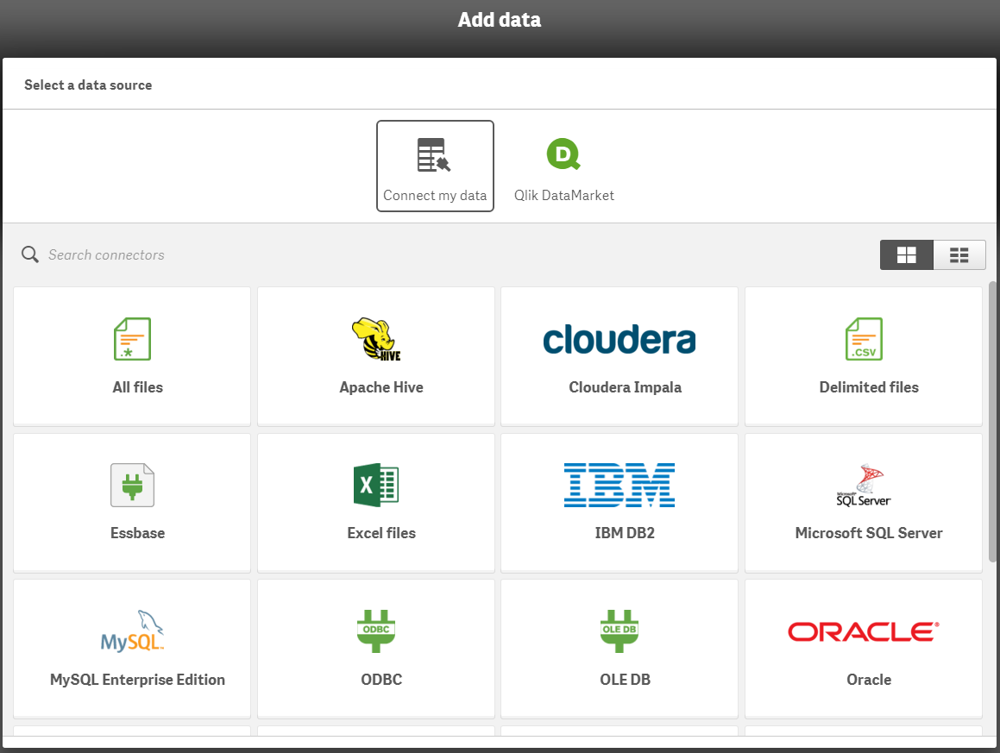 Add data
Select a data source
Connect my data
Qlik DataMarket
D
Search connectors
.*
HIVE
cloudera
.CSV
All files
Apache Hive
Cloudera Impala
Delimited files
X
IBM
Microsoft
SQL Server
Essbase
Excel files
IBM DB2
Microsoft SQL Server
MySQL
ODBC
OLE DB
ORACLE
MySQL Enterprise Edition
ODBC
OLE DB
Oracle